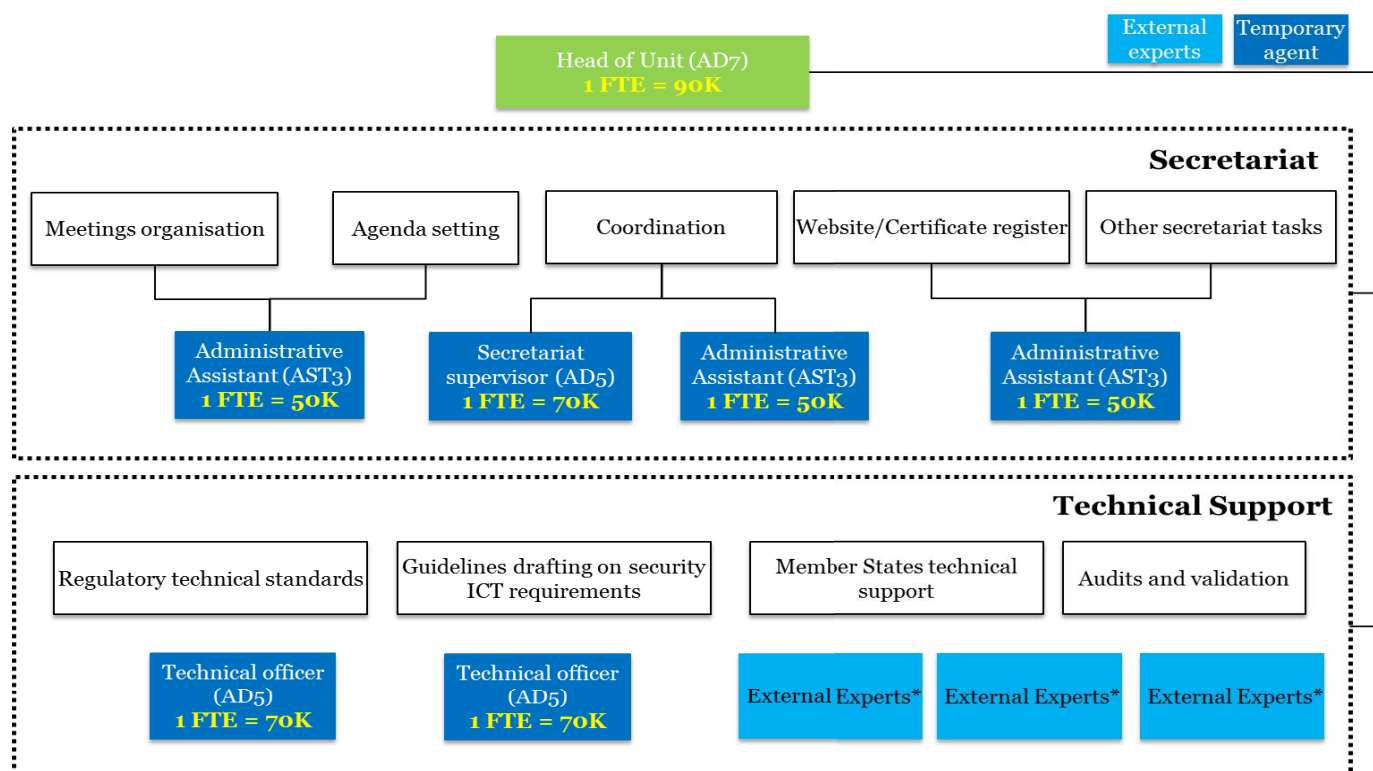 External
experts
Temporary
agent
Head of Unit (AD7)
1 FTE = 90K
Secretariat
Meetings organisation
Agenda setting
Coordination
Website/Certificate register
Other secretariat tasks
Administrative
Assistant (AST3)
1 FTE = 50K
Secretariat
supervisor (AD5)
1 FTE = 70K
Administrative
Assistant (AST3)
1 FTE = 50K
Administrative
Assistant (AST3)
1 FTE = 50K
Technical Support
Regulatory technical standards
Guidelines drafting on security
ICT requirements
Member States technical
support
Audits and validation
Technical officer
(AD5)
1 FTE = 70K
Technical officer
(AD5)
1 FTE = 70K
External Experts*
External Experts*
External Experts*